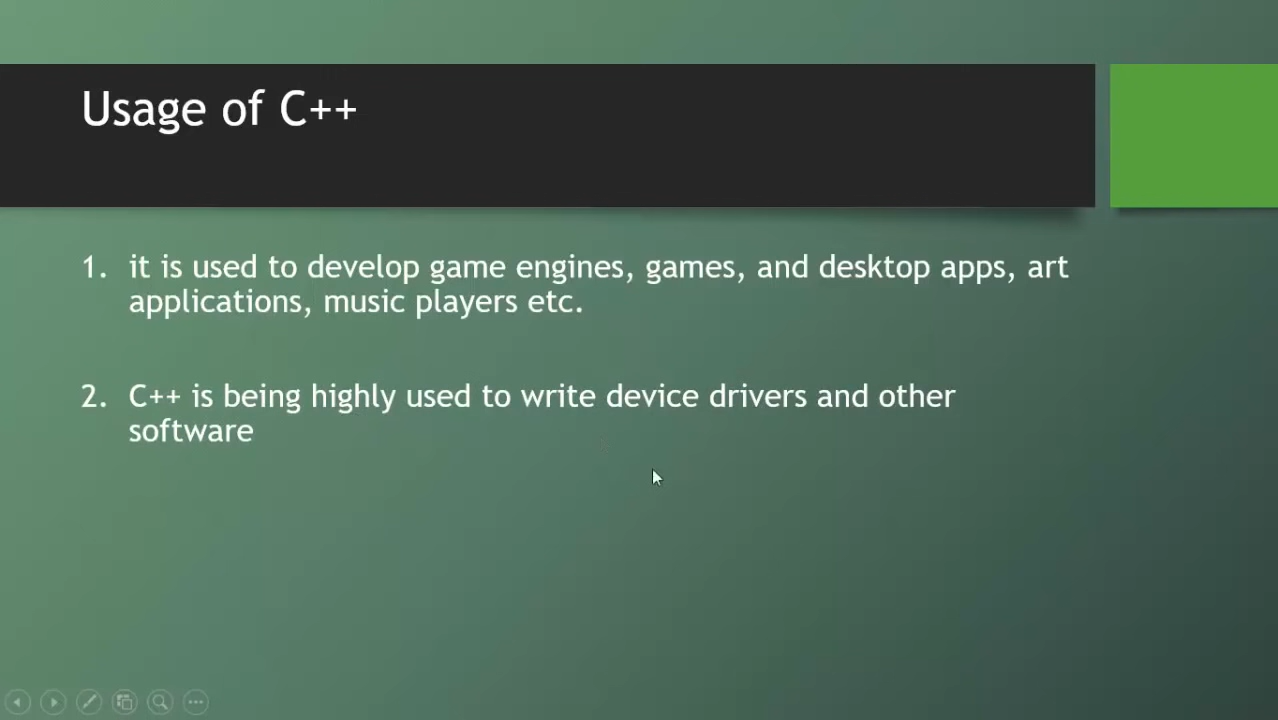 Usage of C++
1. it is used to develop game engines, games, and desktop apps, art
applications, music players etc.
2. C++ is being highly used to write device drivers and other
software